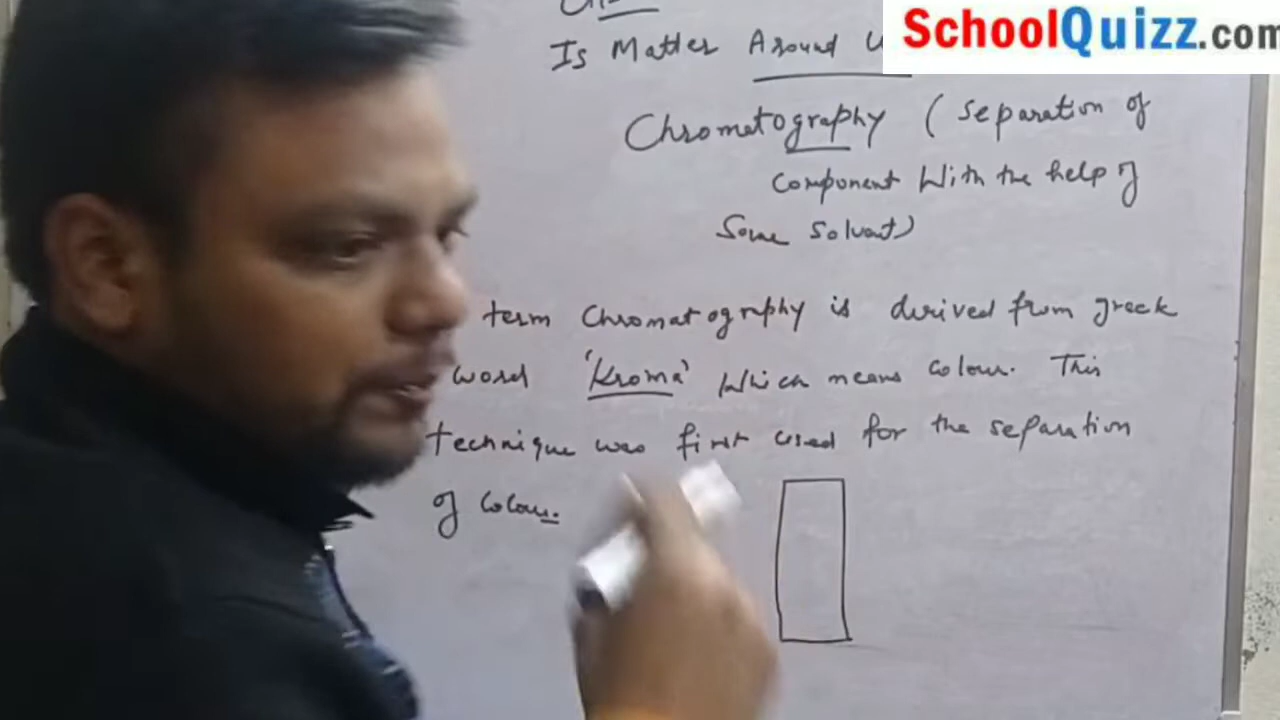 SchoolQuizz.com
Is Matter Around
Chromatography ( Separation of
Component With the help of
Some Solvent)
term Chromatography is derived from greek
word 'Kroma' Which means Colour. This
technique was first used for the separation
of Colour.